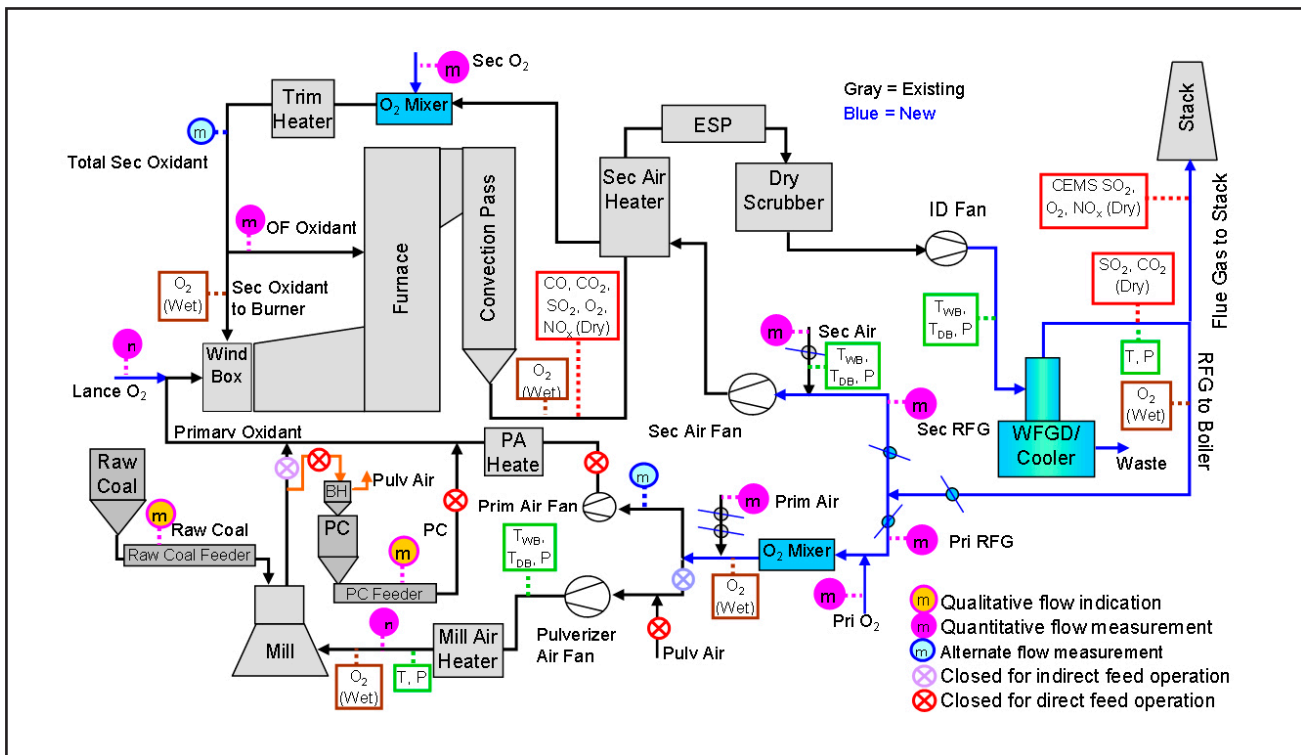 Sec O₂
m
Gray = Existing
Blue = New
Trim
Heater
O₂ Mixer
ESP
Stack
m
Total Sec Oxidant
Sec Air
Heater
Dry
Scrubber
CEMS SO₂,
O₂, NOₓ (Dry)
Convection Pass
Furnace
ID Fan
m
OF Oxidant
Flue Gas to Stack
SO₂, CO₂
(Dry)
O₂
(Wet)
Sec Oxidant
to Burner
CO, CO₂,
SO₂, O₂,
NOₓ (Dry)
T_WB,
T_DB, P
m
Sec Air
T_WB,
T_DB, P
T, P
n
Wind
Box
O₂
(Wet)
O₂
(Wet)
RFG to Boiler
Lance O₂
m
Sec RFG
Sec Air Fan
WFGD/
Cooler
Waste
Primary Oxidant
PA
Heate
Raw
Coal
BH
Pulv Air
m
Prim Air Fan
m
Prim Air
m
Raw Coal
PC
PC
m
T_WB,
T_DB, P
O₂ Mixer
m
Pri RFG
Raw Coal Feeder
PC Feeder
O₂
(Wet)
m
Pri O₂
Mill
n
Mill Air
Heater
Pulverizer
Air Fan
Pulv Air
O₂
(Wet)
T, P
m Qualitative flow indication
m Quantitative flow measurement
m Alternate flow measurement
Closed for indirect feed operation
Closed for direct feed operation